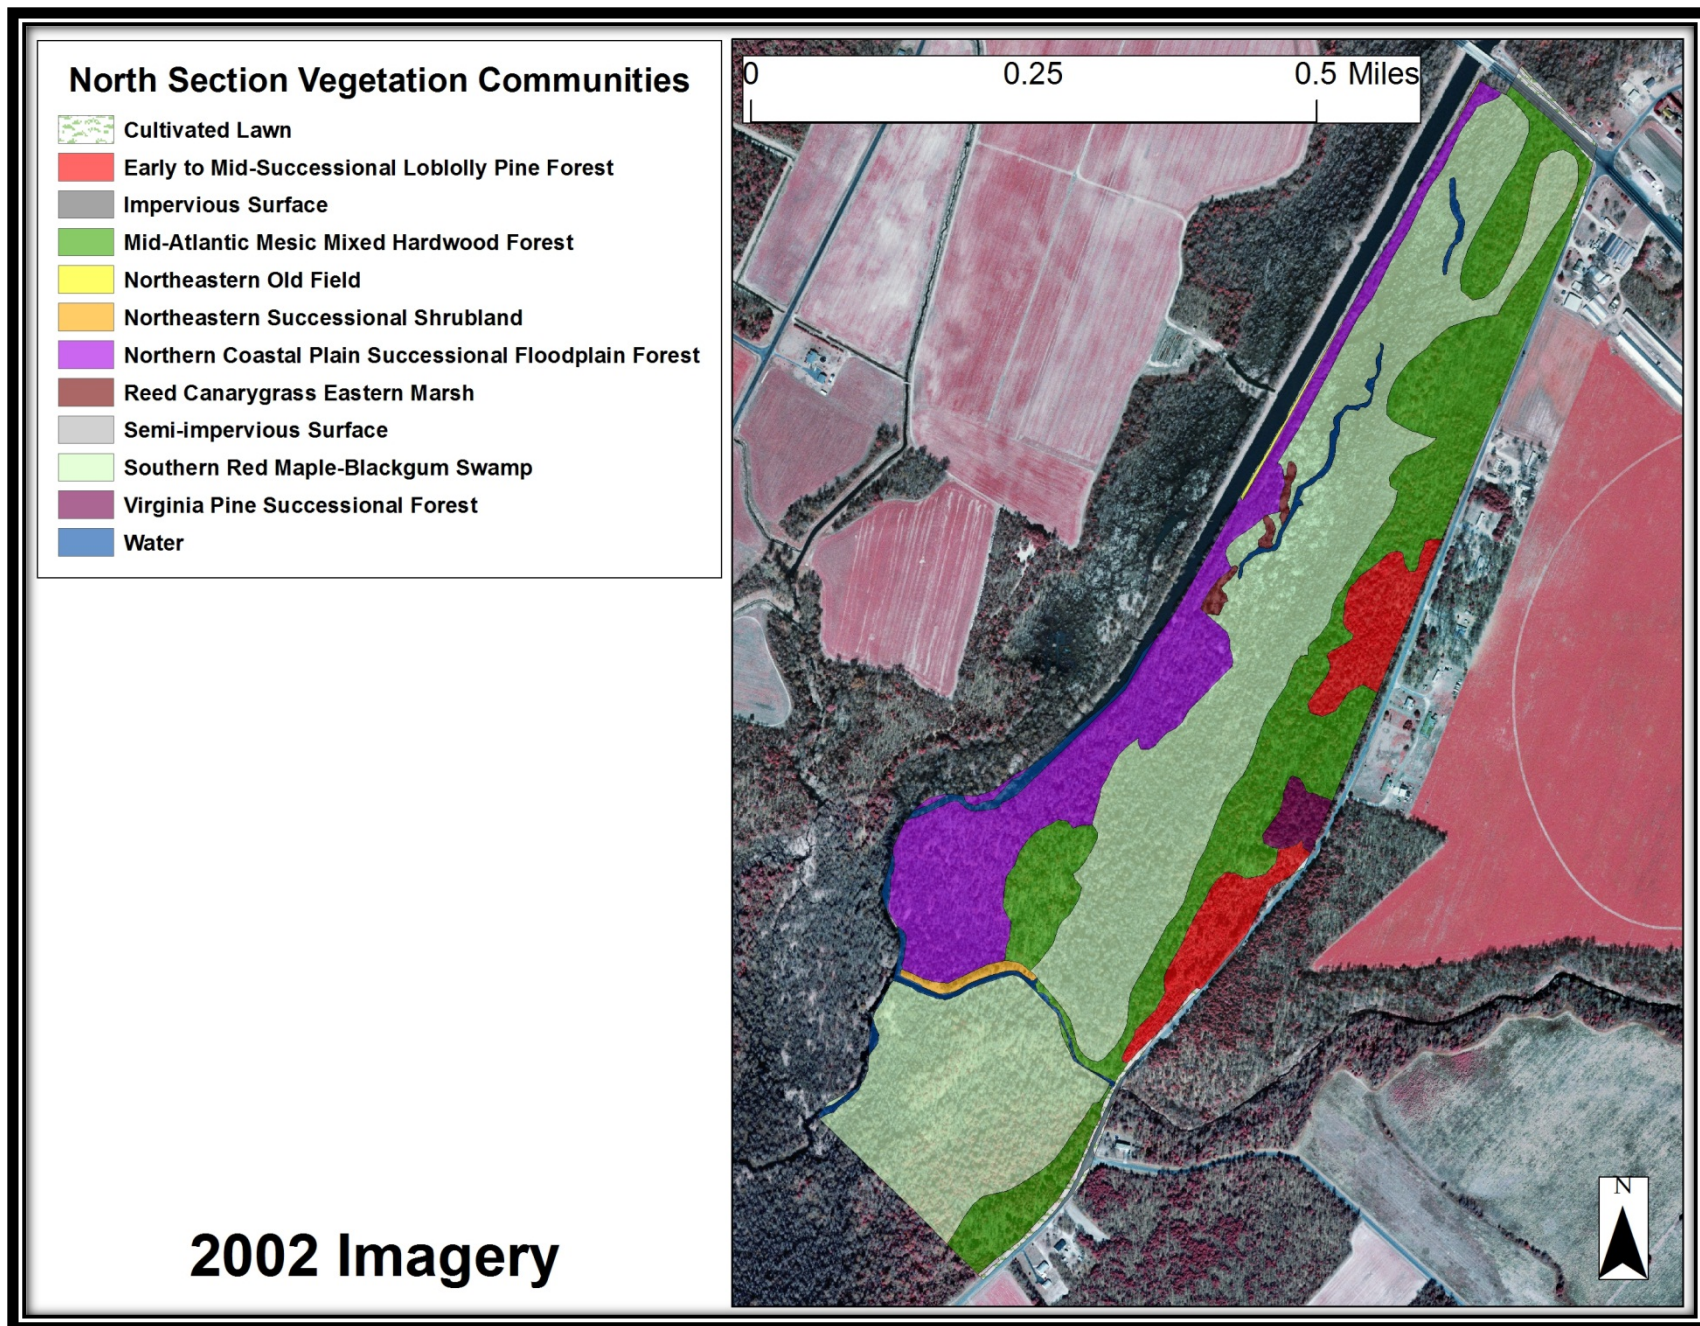 North Section Vegetation Communities
Cultivated Lawn
Early to Mid-Successional Loblolly Pine Forest
Impervious Surface
Mid-Atlantic Mesic Mixed Hardwood Forest
Northeastern Old Field
Northeastern Successional Shrubland
Northern Coastal Plain Successional Floodplain Forest
Reed Canarygrass Eastern Marsh
Semi-impervious Surface
Southern Red Maple-Blackgum Swamp
Virginia Pine Successional Forest
Water
0 0.25 0.5 Miles
N
2002 Imagery